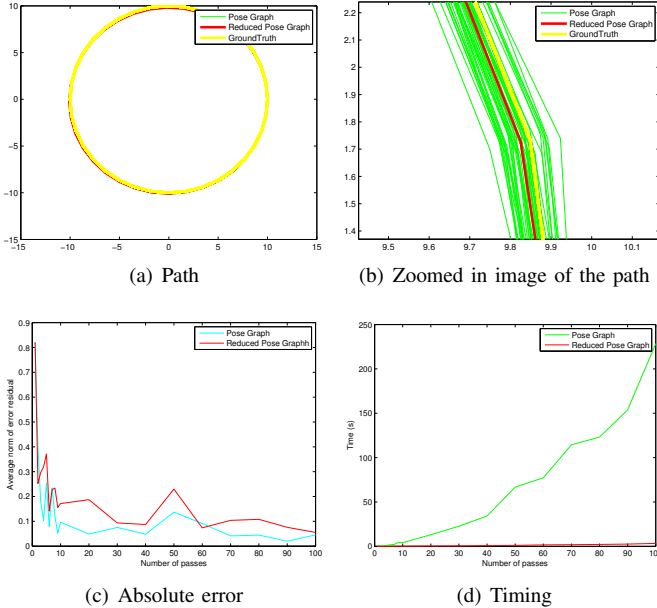 10
5
0
−5
−10
−15
−15 −10 −5 0 5 10 15
Pose Graph
Reduced Pose Graph
GroundTruth
(a) Path
2.2
2.1
2
1.9
1.8
1.7
1.6
1.5
1.4
9.5 9.6 9.7 9.8 9.9 10 10.1
Pose Graph
Reduced Pose Graph
GroundTruth
(b) Zoomed in image of the path
0.9
0.8
0.7
0.6
0.5
0.4
0.3
0.2
0.1
0
0 10 20 30 40 50 60 70 80 90 100
Average norm of error residual
Number of passes
Pose Graph
Reduced Pose Graphh
(c) Absolute error
250
200
150
100
50
0
0 10 20 30 40 50 60 70 80 90 100
Time (s)
Number of passes
Pose Graph
Reduced Pose Graph
(d) Timing